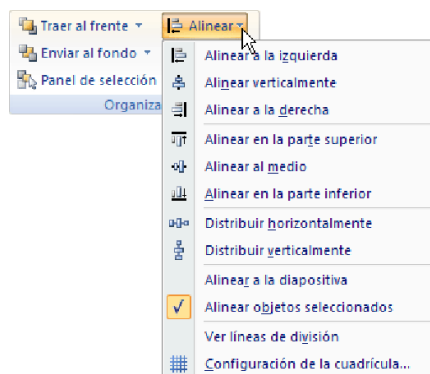 Traer al frente
Alinear
Enviar al fondo
Panel de selección
Organiza
Alinear a la izquierda
Alinear verticalmente
Alinear a la derecha
Alinear en la parte superior
Alinear al medio
Alinear en la parte inferior
Distribuir horizontalmente
Distribuir verticalmente
Alinear a la diapositiva
Alinear objetos seleccionados
Ver líneas de división
Configuración de la cuadrícula...